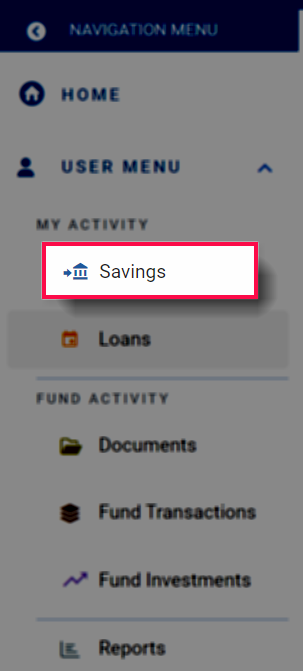 NAVIGATION MENU
HOME
USER MENU
MY ACTIVITY
Savings
Loans
FUND ACTIVITY
Documents
Fund Transactions
Fund Investments
Reports